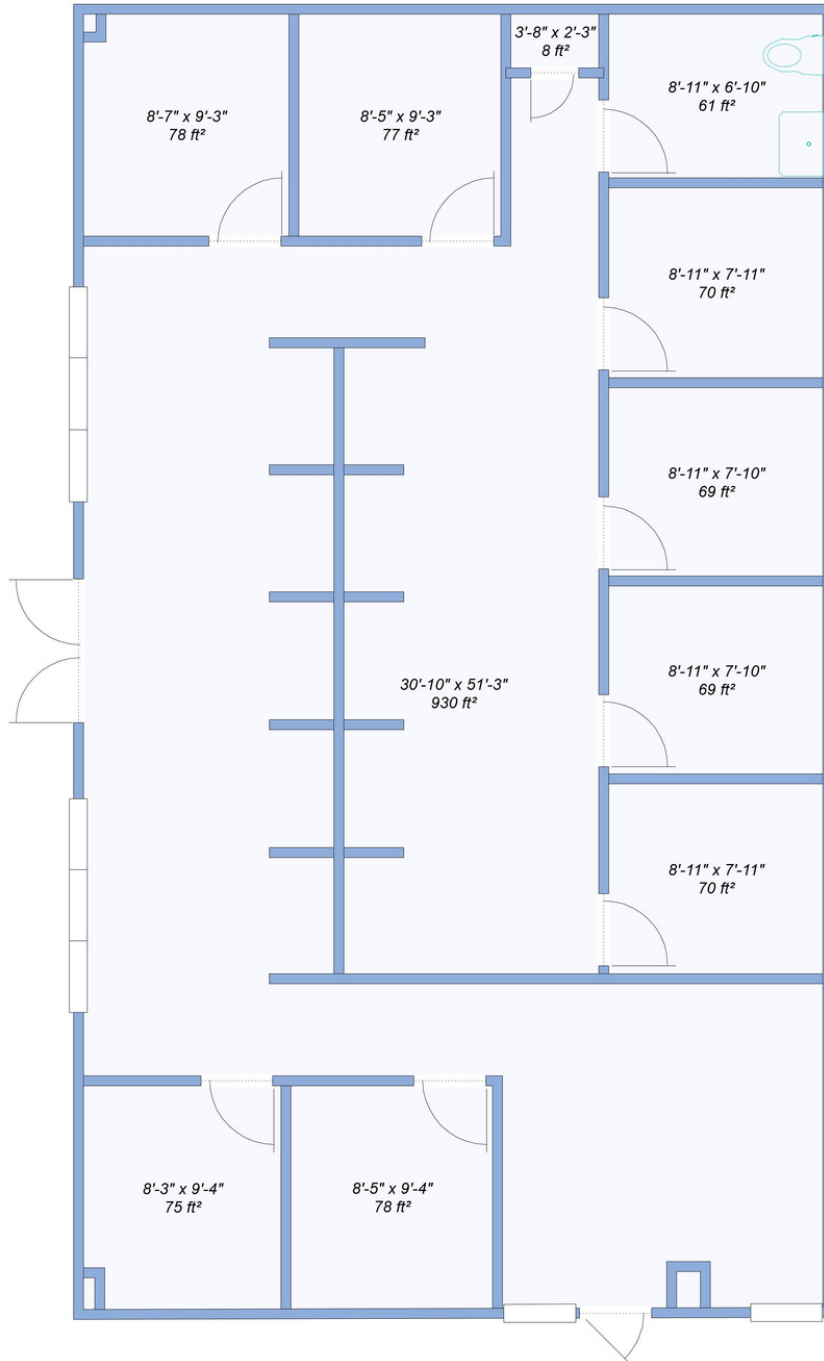 3'-8" x 2'-3"
8 ft²
8'-7" x 9'-3"
78 ft²
8'-5" x 9'-3"
77 ft²
8'-11" x 6'-10"
61 ft²
8'-11" x 7'-11"
70 ft²
8'-11" x 7'-10"
69 ft²
30'-10" x 51'-3"
930 ft²
8'-11" x 7'-10"
69 ft²
8'-11" x 7'-11"
70 ft²
8'-3" x 9'-4"
75 ft²
8'-5" x 9'-4"
78 ft²